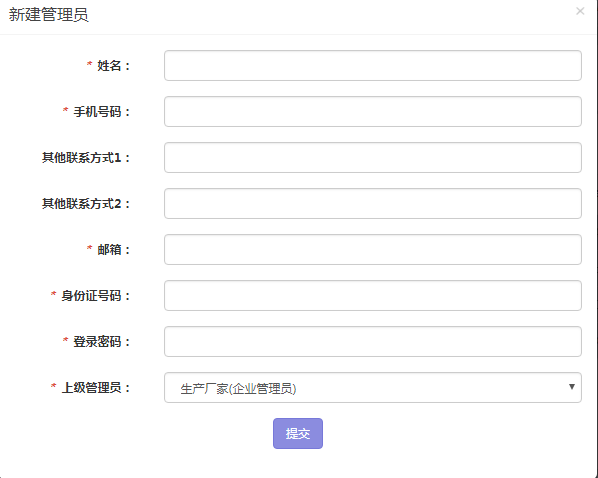 新建管理员 ×
* 姓名：
* 手机号码：
其他联系方式1：
其他联系方式2：
* 邮箱：
* 身份证号码：
* 登录密码：
* 上级管理员： 生产厂家(企业管理员) ▼
提交